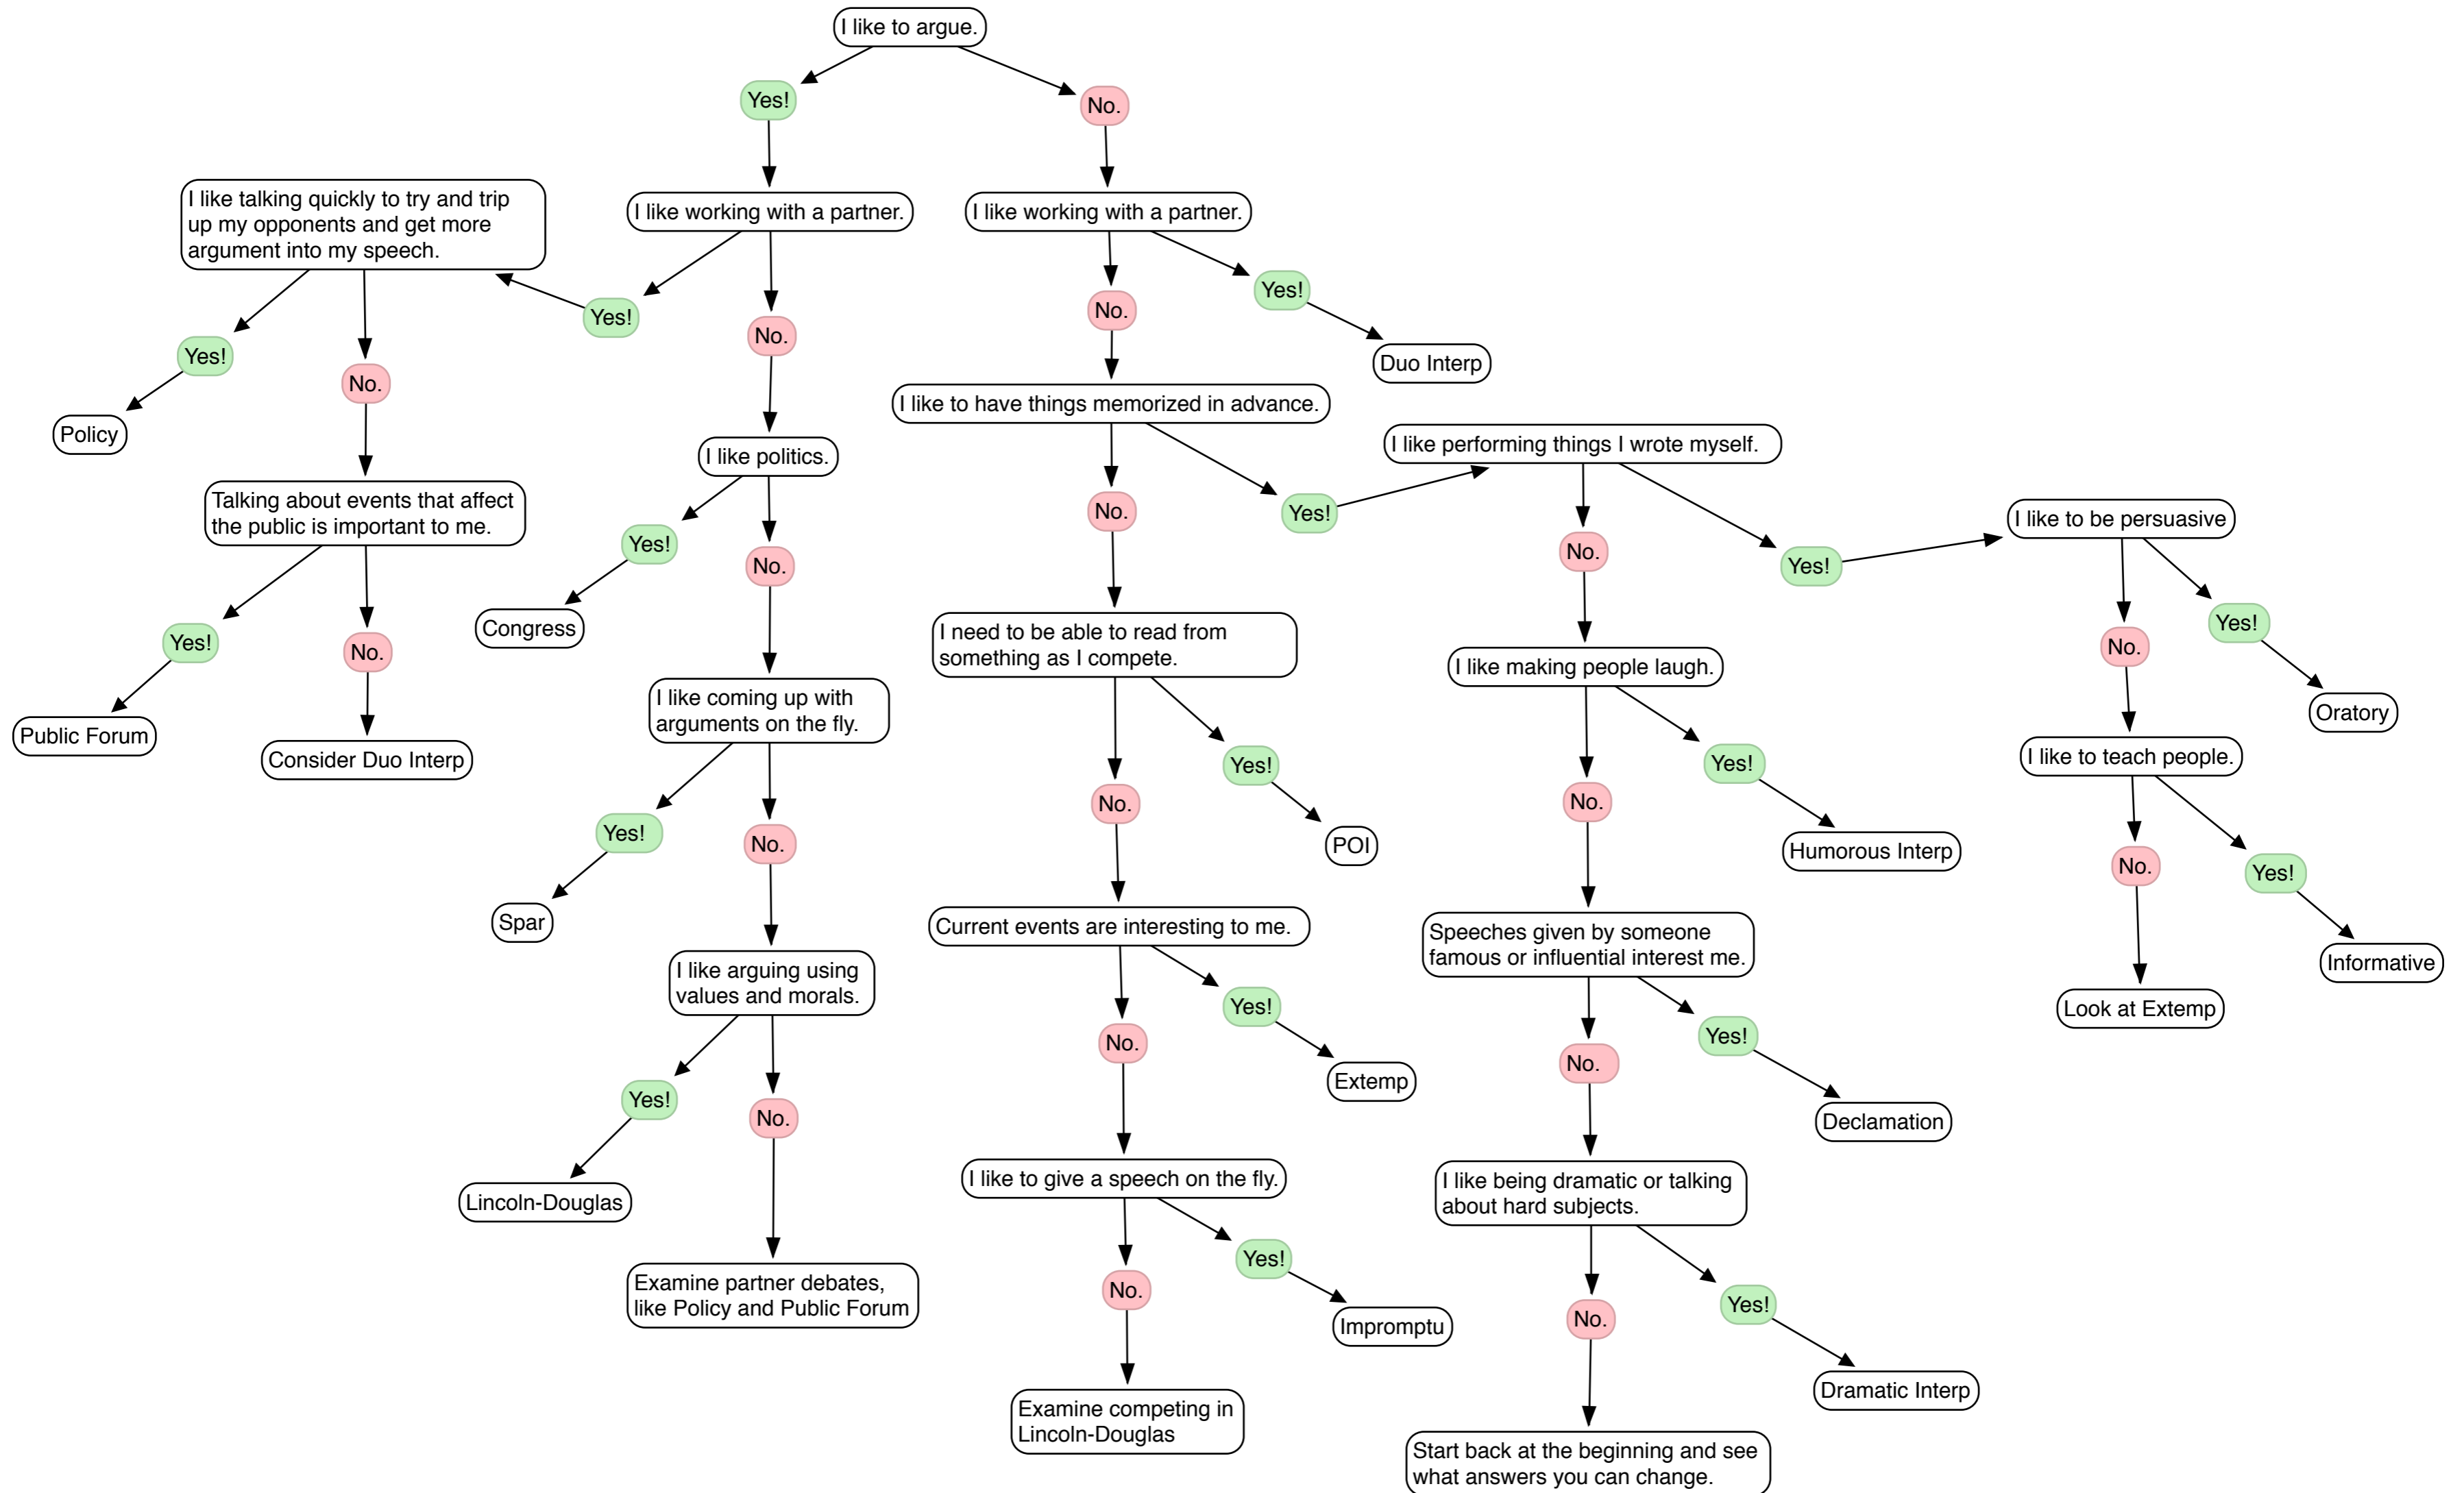 I like to argue.
Yes!
No.
I like working with a partner.
I like working with a partner.
I like talking quickly to try and trip
up my opponents and get more
argument into my speech.
Yes!
No.
Yes!
No.
Policy
Talking about events that affect
the public is important to me.
Yes!
No.
Public Forum
Consider Duo Interp
I like politics.
Yes!
No.
Congress
I like coming up with
arguments on the fly.
Yes!
No.
Spar
I like arguing using
values and morals.
Yes!
No.
Lincoln-Douglas
Examine partner debates,
like Policy and Public Forum
No.
Yes!
Duo Interp
I like to have things memorized in advance.
No.
Yes!
I need to be able to read from
something as I compete.
No.
Yes!
POI
Current events are interesting to me.
No.
Yes!
Extemp
I like to give a speech on the fly.
No.
Yes!
Impromptu
Examine competing in
Lincoln-Douglas
I like performing things I wrote myself.
No.
Yes!
I like making people laugh.
No.
Yes!
Humorous Interp
Speeches given by someone
famous or influential interest me.
No.
Yes!
Declamation
I like being dramatic or talking
about hard subjects.
No.
Yes!
Dramatic Interp
Start back at the beginning and see
what answers you can change.
I like to be persuasive
No.
Yes!
Oratory
I like to teach people.
No.
Yes!
Informative
Look at Extemp